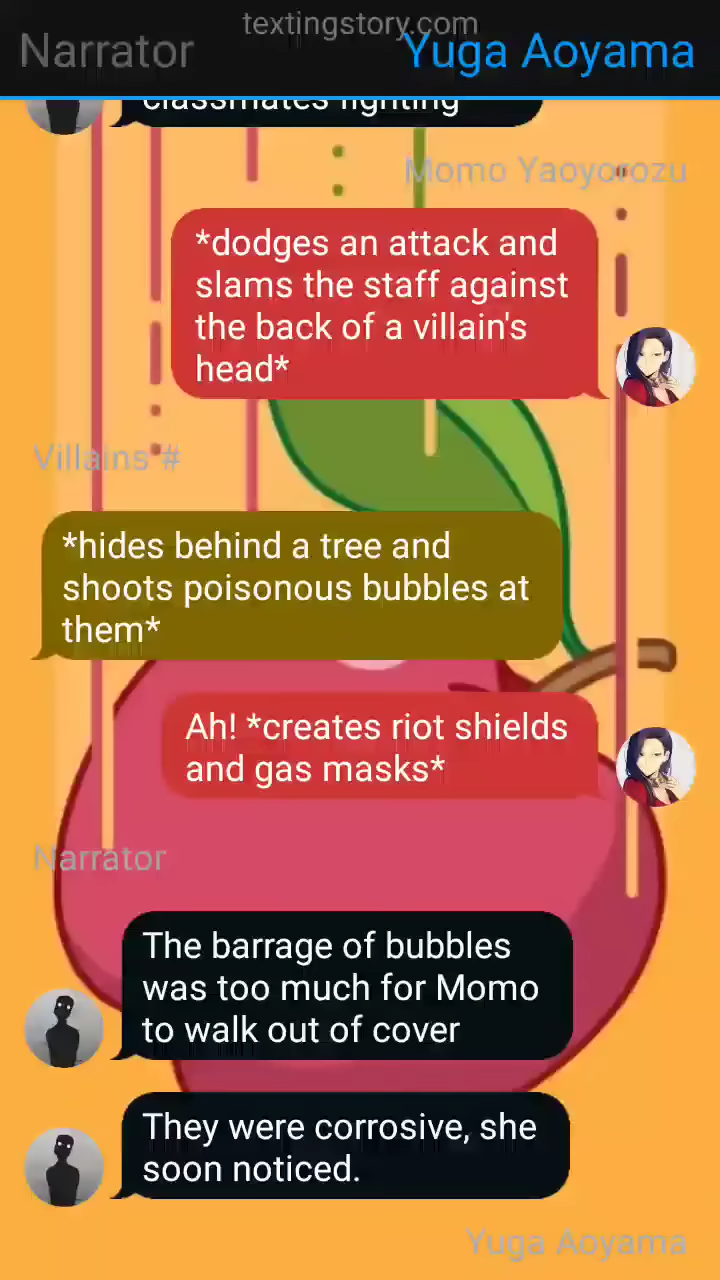 textingstory.com
Narrator
Yuga Aoyama
classmates fighting
Momo Yaoyorozu
*dodges an attack and
slams the staff against
the back of a villain's
head*
Villains #
*hides behind a tree and
shoots poisonous bubbles at
them*
Ah! *creates riot shields
and gas masks*
Narrator
The barrage of bubbles
was too much for Momo
to walk out of cover
They were corrosive, she
soon noticed.
Yuga Aoyama